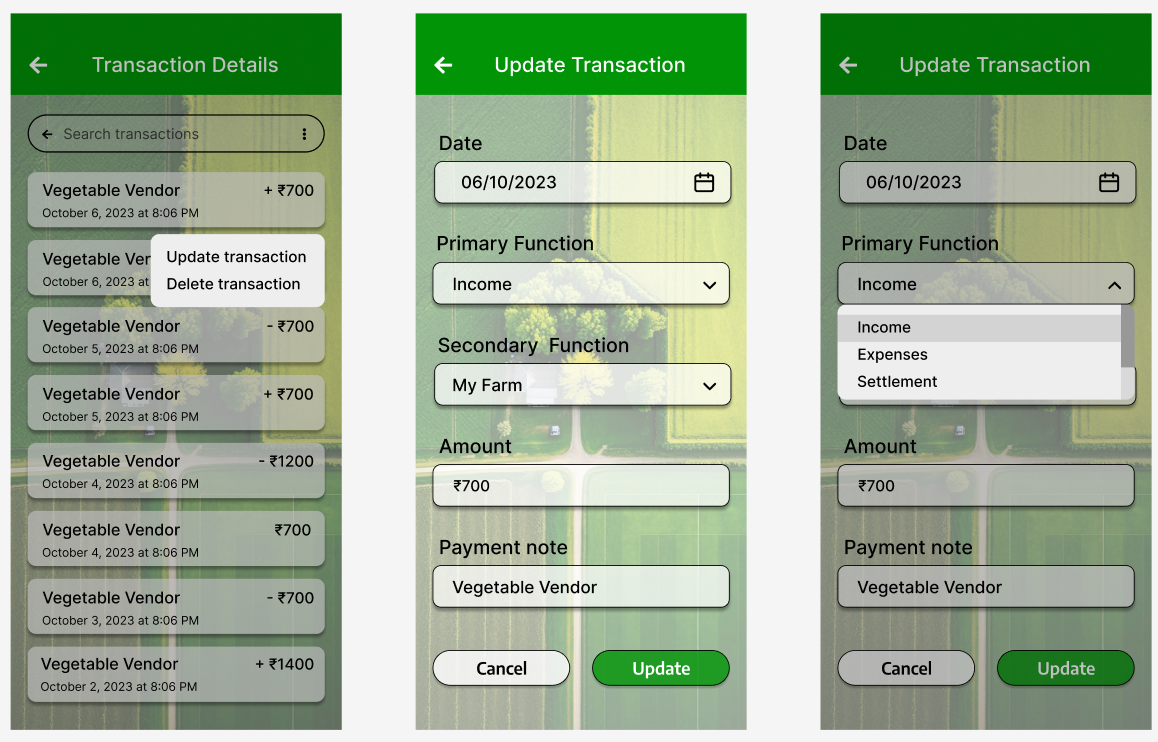 Transaction Details
Search transactions
Vegetable Vendor + ₹700
October 6, 2023 at 8:06 PM
Vegetable Ver
October 6, 2023 at
Update transaction
Delete transaction
Vegetable Vendor - ₹700
October 5, 2023 at 8:06 PM
Vegetable Vendor + ₹700
October 5, 2023 at 8:06 PM
Vegetable Vendor - ₹1200
October 4, 2023 at 8:06 PM
Vegetable Vendor ₹700
October 4, 2023 at 8:06 PM
Vegetable Vendor - ₹700
October 3, 2023 at 8:06 PM
Vegetable Vendor + ₹1400
October 2, 2023 at 8:06 PM
Update Transaction
Date
06/10/2023
Primary Function
Income
Secondary Function
My Farm
Amount
₹700
Payment note
Vegetable Vendor
Cancel Update
Update Transaction
Date
06/10/2023
Primary Function
Income
Income
Expenses
Settlement
Amount
₹700
Payment note
Vegetable Vendor
Cancel Update